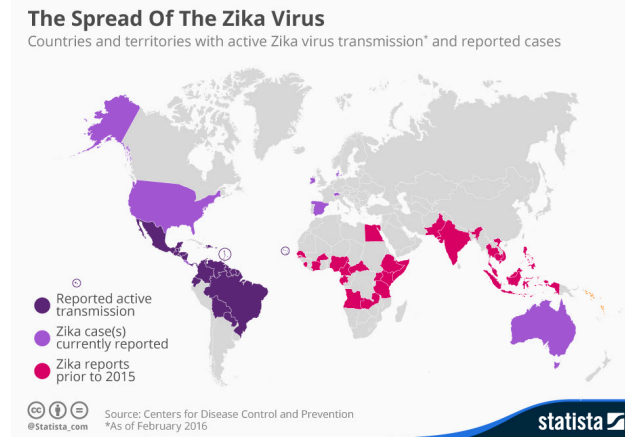 The Spread Of The Zika Virus
Countries and territories with active Zika virus transmission* and reported cases
Reported active
transmission
Zika case(s)
currently reported
Zika reports
prior to 2015
@Statista_com
Source: Centers for Disease Control and Prevention
*As of February 2016
statista